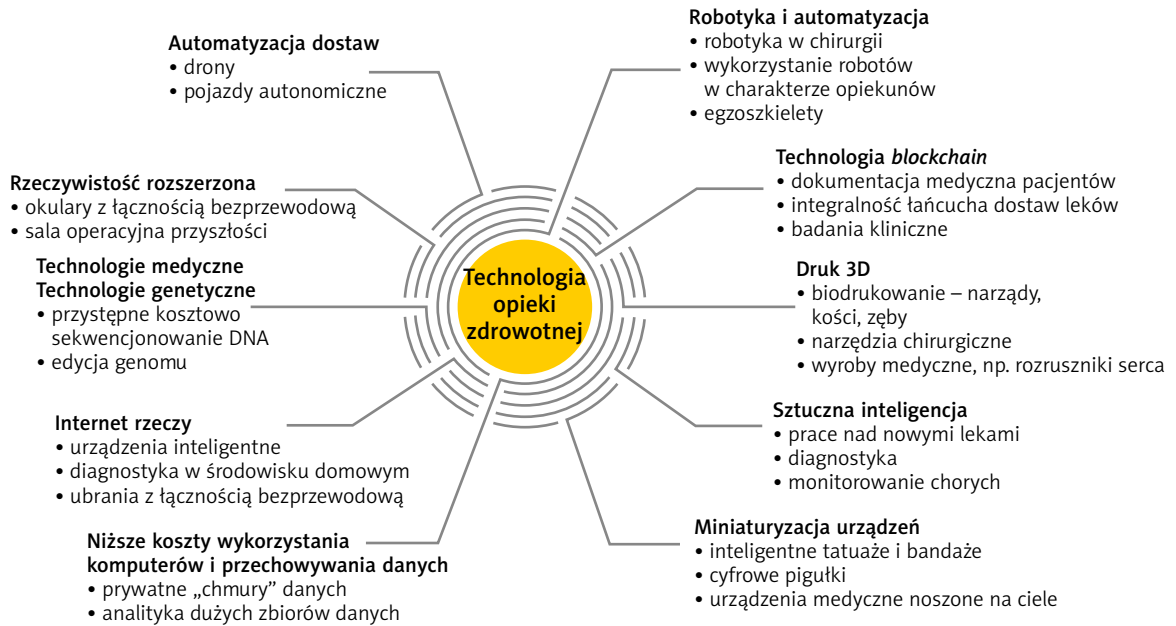 Automatyzacja dostaw
• drony
• pojazdy autonomiczne
Robotyka i automatyzacja
• robotyka w chirurgii
• wykorzystanie robotów
w charakterze opiekunów
• egzoszkielety
Rzeczywistość rozszerzona
• okulary z łącznością bezprzewodową
• sala operacyjna przyszłości
Technologia blockchain
• dokumentacja medyczna pacjentów
• integralność łańcucha dostaw leków
• badania kliniczne
Technologie medyczne
Technologie genetyczne
• przystępne kosztowo
sekwencjonowanie DNA
• edycja genomu
Technologia
opieki
zdrowotnej
Druk 3D
• biodrukowanie – narządy,
kości, zęby
• narzędzia chirurgiczne
• wyroby medyczne, np. rozruszniki serca
Internet rzeczy
• urządzenia inteligentne
• diagnostyka w środowisku domowym
• ubrania z łącznością bezprzewodową
Sztuczna inteligencja
• prace nad nowymi lekami
• diagnostyka
• monitorowanie chorych
Niższe koszty wykorzystania
komputerów i przechowywania danych
• prywatne „chmury” danych
• analityka dużych zbiorów danych
Miniaturyzacja urządzeń
• inteligentne tatuaże i bandaże
• cyfrowe pigułki
• urządzenia medyczne noszone na ciele